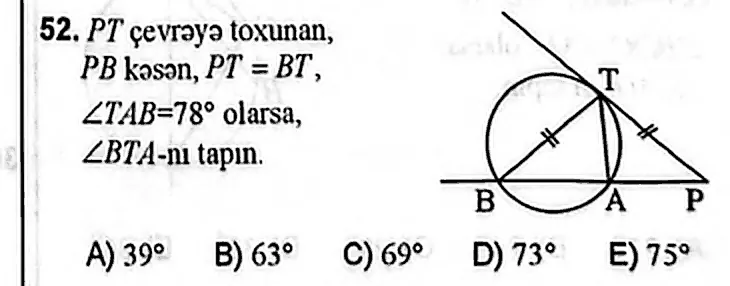 52. PT çevrəyə toxunan,
PB kəsən, PT = BT,
∠TAB=78° olarsa,
∠BTA-nı tapın.
T
B A P
A) 39° B) 63° C) 69° D) 73° E) 75°